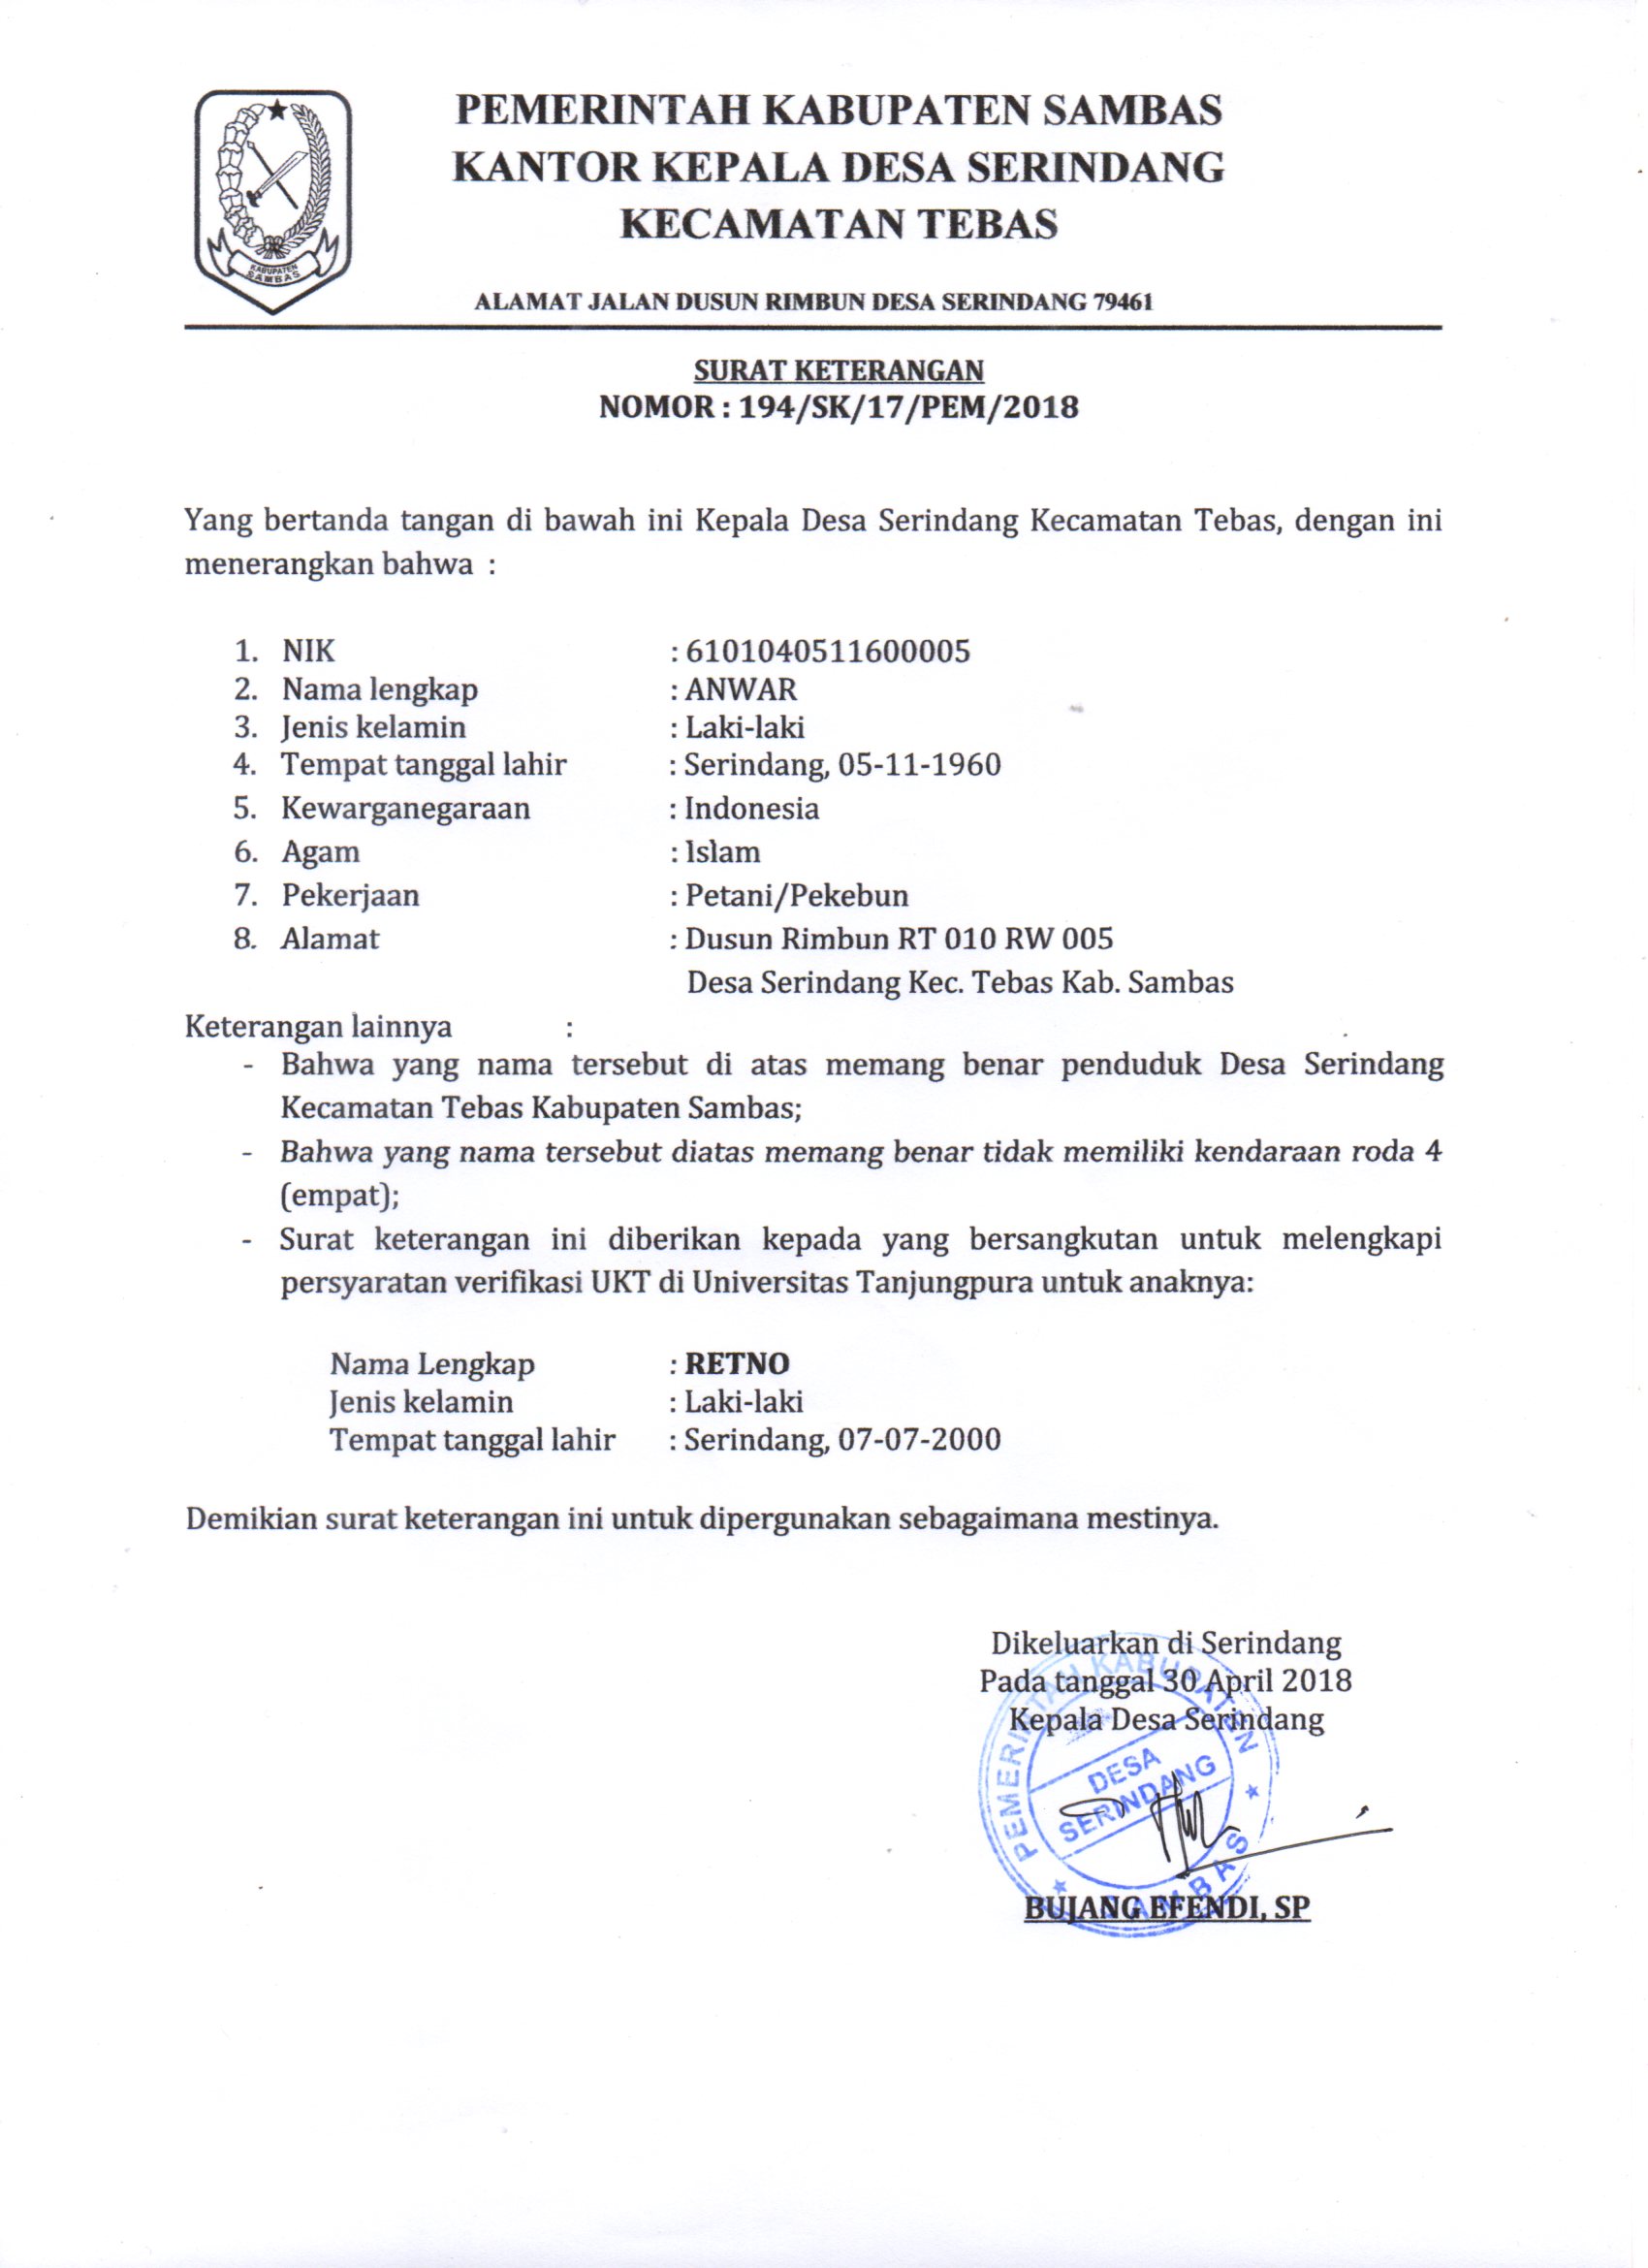 PEMERINTAH KABUPATEN SAMBAS
KANTOR KEPALA DESA SERINDANG
KECAMATAN TEBAS
KABUPATEN
SAMBAS
ALAMAT JALAN DUSUN RIMBUN DESA SERINDANG 79461
SURAT KETERANGAN
NOMOR : 194/SK/17/PEM/2018
Yang bertanda tangan di bawah ini Kepala Desa Serindang Kecamatan Tebas, dengan ini
menerangkan bahwa :
1. NIK : 6101040511600005
2. Nama lengkap : ANWAR
3. Jenis kelamin : Laki-laki
4. Tempat tanggal lahir : Serindang, 05-11-1960
5. Kewarganegaraan : Indonesia
6. Agam : Islam
7. Pekerjaan : Petani/Pekebun
8. Alamat : Dusun Rimbun RT 010 RW 005
Desa Serindang Kec. Tebas Kab. Sambas
Keterangan lainnya :
- Bahwa yang nama tersebut di atas memang benar penduduk Desa Serindang
Kecamatan Tebas Kabupaten Sambas;
- Bahwa yang nama tersebut diatas memang benar tidak memiliki kendaraan roda 4
(empat);
- Surat keterangan ini diberikan kepada yang bersangkutan untuk melengkapi
persyaratan verifikasi UKT di Universitas Tanjungpura untuk anaknya:
Nama Lengkap : RETNO
Jenis kelamin : Laki-laki
Tempat tanggal lahir : Serindang, 07-07-2000
Demikian surat keterangan ini untuk dipergunakan sebagaimana mestinya.
Dikeluarkan di Serindang
Pada tanggal 30 April 2018
Kepala Desa Serindang
PEMERINTAH KABUPATEN
DESA
SERINDANG
SAMBAS
BUJANG EFENDI, SP